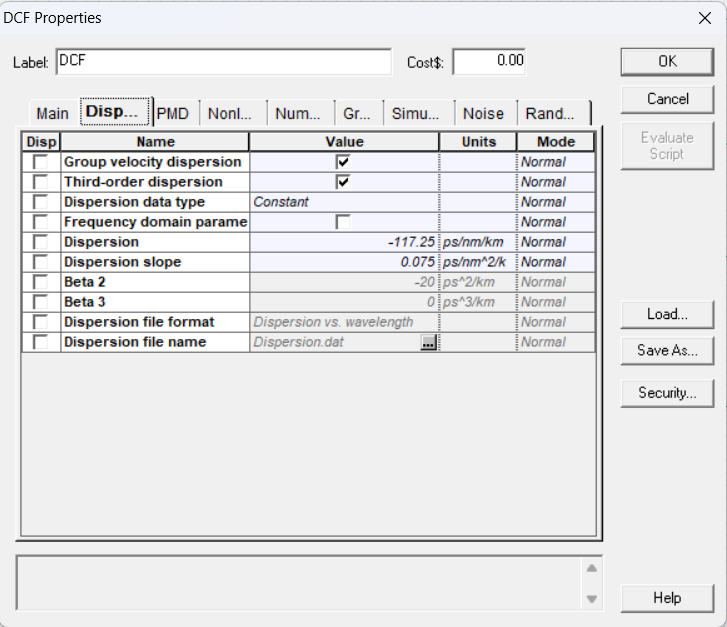 DCF Properties
Label: DCF Cost$: 0.00 OK
Cancel
Evaluate
Script
Main Disp... PMD Nonl... Num... Gr... Simu... Noise Rand...
Disp Name Value Units Mode
Group velocity dispersion Normal
Third-order dispersion Normal
Dispersion data type Constant Normal
Frequency domain parame Normal
Dispersion -117.25 ps/nm/km Normal
Dispersion slope 0.075 ps/nm^2/k Normal
Beta 2 -20 ps^2/km Normal
Beta 3 0 ps^3/km Normal
Dispersion file format Dispersion vs. wavelength Normal
Dispersion file name Dispersion.dat ... Normal
Load...
Save As...
Security...
Help